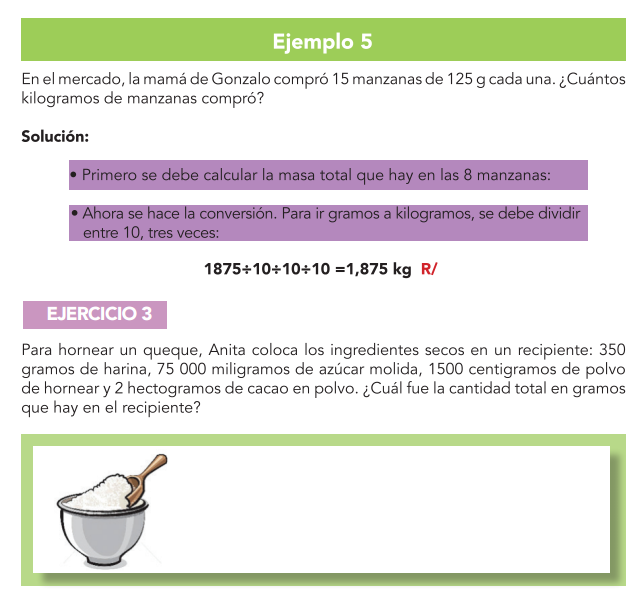 Ejemplo 5
En el mercado, la mamá de Gonzalo compró 15 manzanas de 125 g cada una. ¿Cuántos
kilogramos de manzanas compró?
Solución:
• Primero se debe calcular la masa total que hay en las 8 manzanas:
• Ahora se hace la conversión. Para ir gramos a kilogramos, se debe dividir
entre 10, tres veces:
1875÷10÷10÷10 =1,875 kg R/
EJERCICIO 3
Para hornear un queque, Anita coloca los ingredientes secos en un recipiente: 350
gramos de harina, 75 000 miligramos de azúcar molida, 1500 centigramos de polvo
de hornear y 2 hectogramos de cacao en polvo. ¿Cuál fue la cantidad total en gramos
que hay en el recipiente?